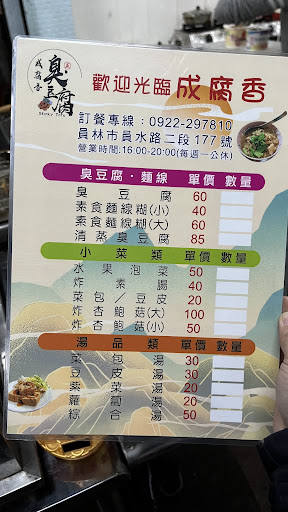 成腐香
臭豆腐
Stinky Tofu
歡迎光臨成腐香
訂餐專線：0922-297810
員林市員水路二段177號
營業時間:16:00-20:00(每週一公休)
臭豆腐・麵線 單價 數量
臭豆腐 60
素食麵線糊(小) 40
素食麵線糊(大) 60
清蒸臭豆腐 85
小菜類 單價 數量
水果泡菜 50
炸素腸 40
菜包／豆皮 20
炸杏鮑菇(大) 100
炸杏鮑菇(小) 50
湯品類 單價 數量
菜包湯 30
豆皮湯 30
紫菜湯 20
蘿蔔湯 20
綜合湯 50